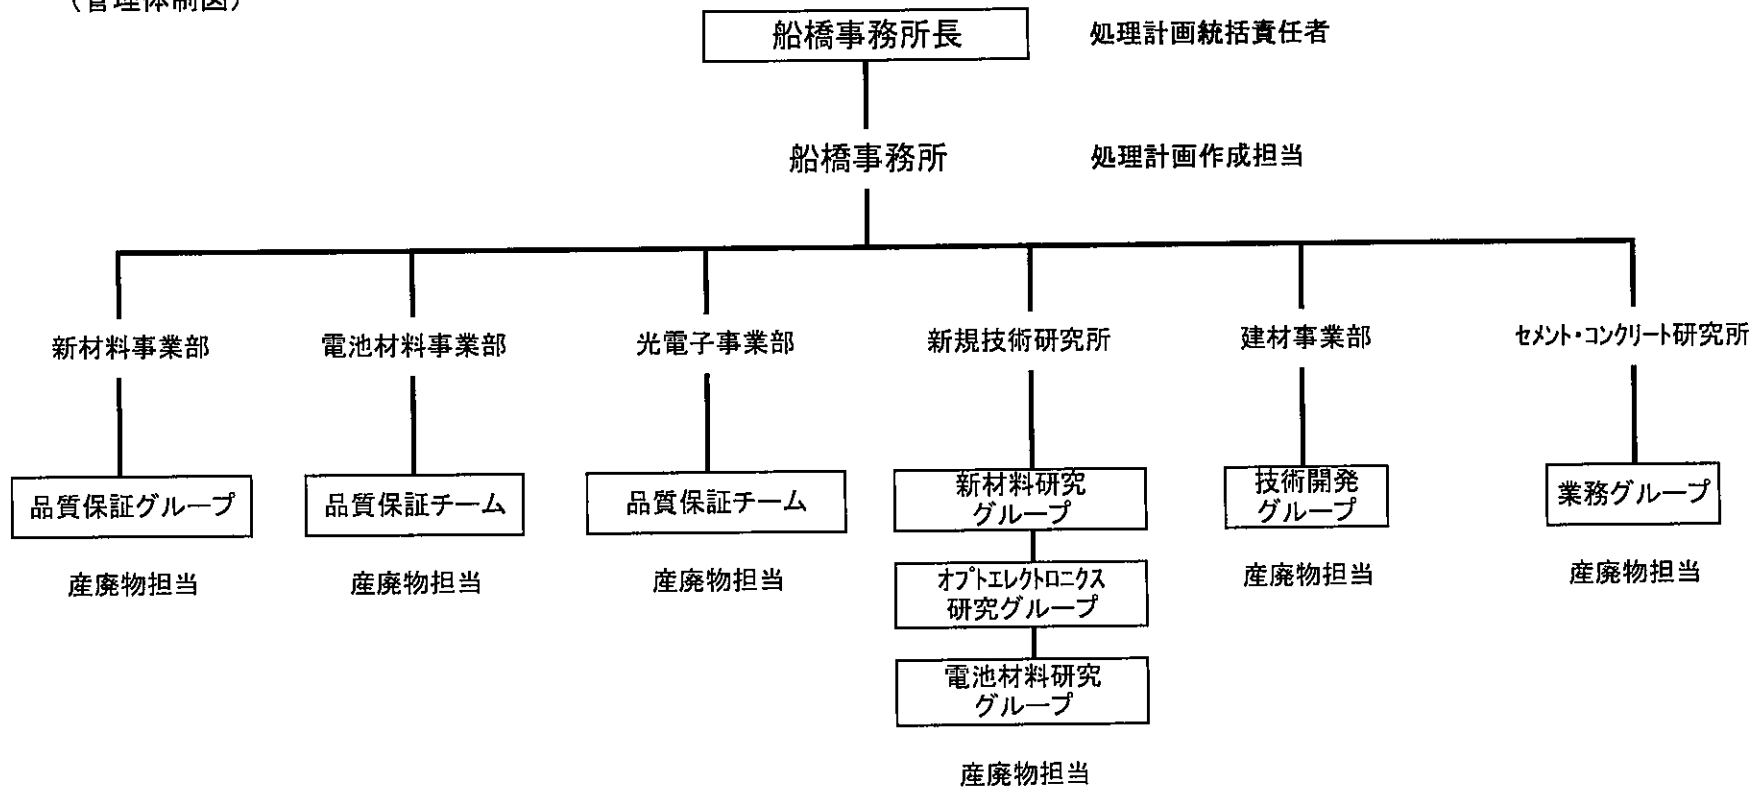 （管理体制図）
船橋事務所長
処理計画統括責任者
船橋事務所
処理計画作成担当
新材料事業部
電池材料事業部
光電子事業部
新規技術研究所
建材事業部
セメント・コンクリート研究所
品質保証グループ
品質保証チーム
品質保証チーム
新材料研究
グループ
技術開発
グループ
業務グループ
産廃物担当
産廃物担当
産廃物担当
オプトエレクトロニクス
研究グループ
産廃物担当
産廃物担当
電池材料研究
グループ
産廃物担当